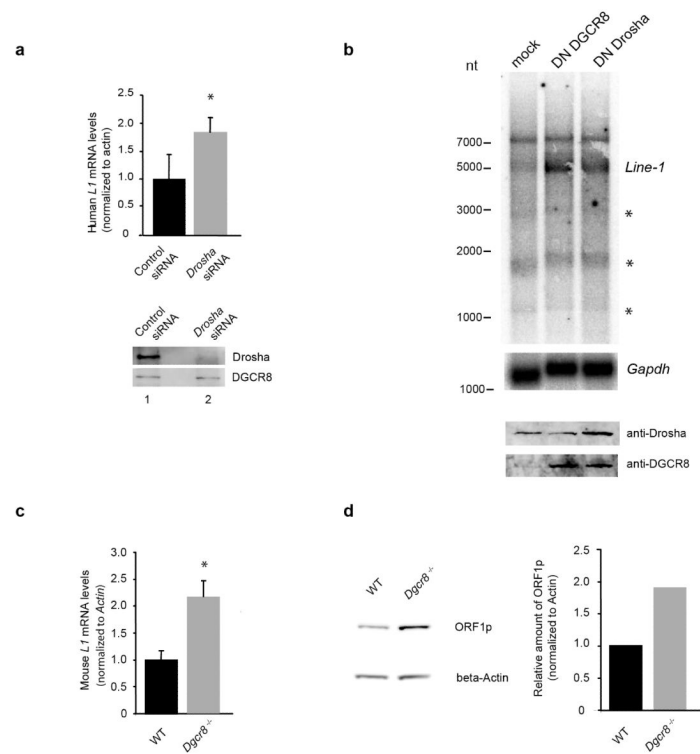 a
Human L1 mRNA levels
(normalized to actin)
2.5
2.0
1.5
1.0
0.5
0.0
*
Control
siRNA
Drosha
siRNA
Control
siRNA
Drosha
siRNA
Drosha
DGCR8
1
2
b
nt
mock
DN DGCR8
DN Drosha
7000
5000
3000
2000
1000
Line-1
*
*
*
1000
Gapdh
anti-Drosha
anti-DGCR8
c
Mouse L1 mRNA levels
(normalized to Actin)
3.0
2.5
2.0
1.5
1.0
0.5
0.0
*
WT
Dgcr8 -/-
d
WT
Dgcr8 -/-
ORF1p
beta-Actin
Relative amount of ORF1p
(normalized to Actin)
2.5
2.0
1.5
1.0
0.5
0.0
WT
Dgcr8 -/-